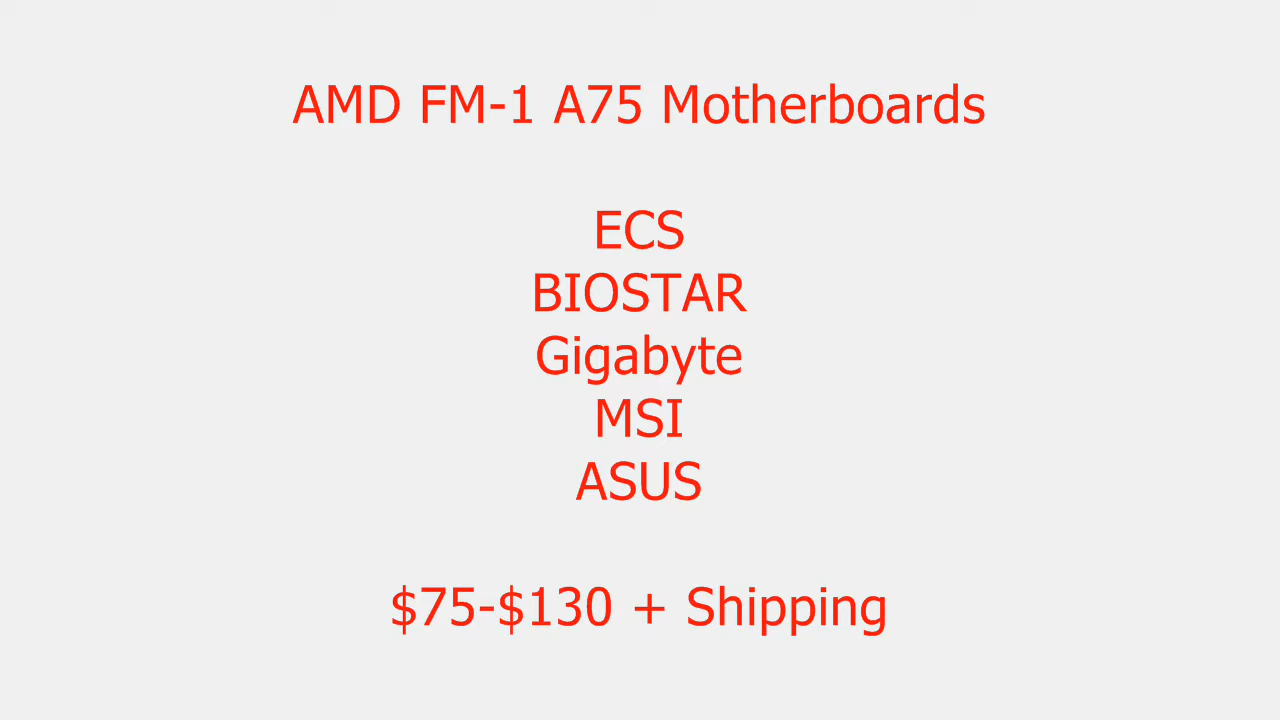 AMD FM-1 A75 Motherboards
ECS
BIOSTAR
Gigabyte
MSI
ASUS
$75-$130 + Shipping